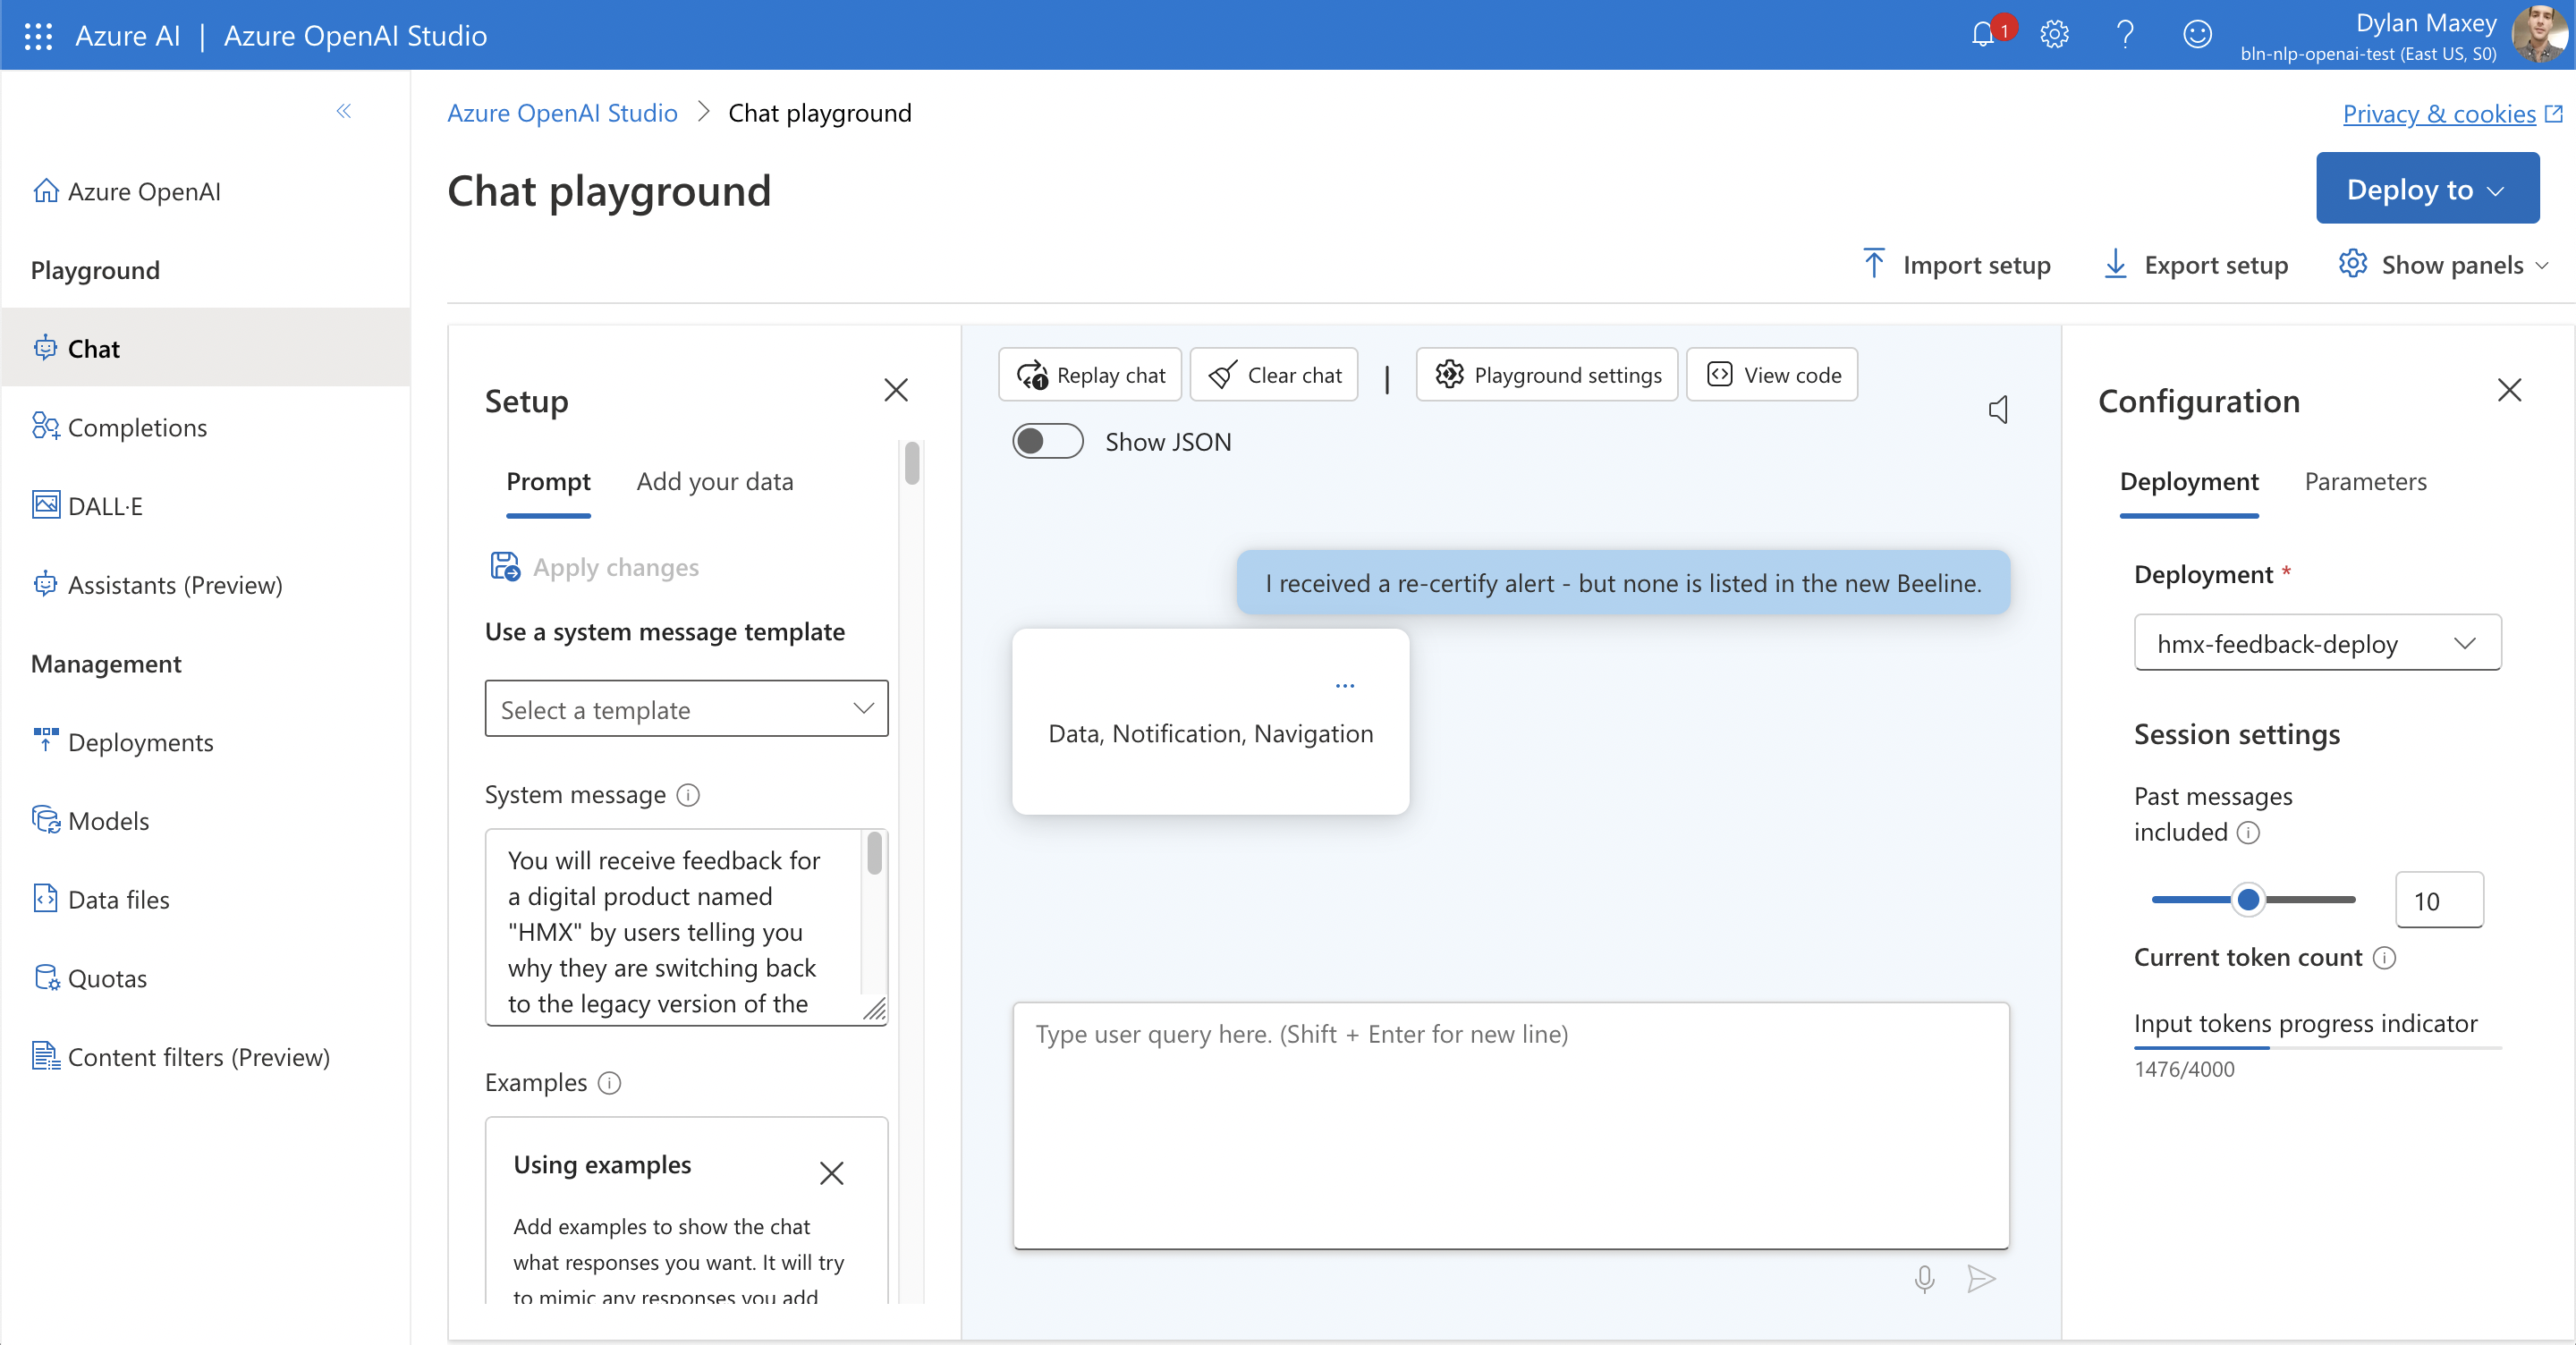 Azure AI | Azure OpenAI Studio
1
Dylan Maxey
bln-nlp-openai-test (East US, S0)
Azure OpenAI Studio > Chat playground
Privacy & cookies
Azure OpenAI
Playground
Chat
Completions
DALL·E
Assistants (Preview)
Management
Deployments
Models
Data files
Quotas
Content filters (Preview)
Chat playground
Deploy to
Import setup
Export setup
Show panels
Setup
Prompt
Add your data
Apply changes
Use a system message template
Select a template
System message
You will receive feedback for
a digital product named
"HMX" by users telling you
why they are switching back
to the legacy version of the
Examples
Using examples
Add examples to show the chat
what responses you want. It will try
to mimic any responses you add
1 Replay chat
Clear chat
|
Playground settings
View code
Show JSON
I received a re-certify alert - but none is listed in the new Beeline.
...
Data, Notification, Navigation
Type user query here. (Shift + Enter for new line)
Configuration
Deployment
Parameters
Deployment *
hmx-feedback-deploy
Session settings
Past messages
included
10
Current token count
Input tokens progress indicator
1476/4000